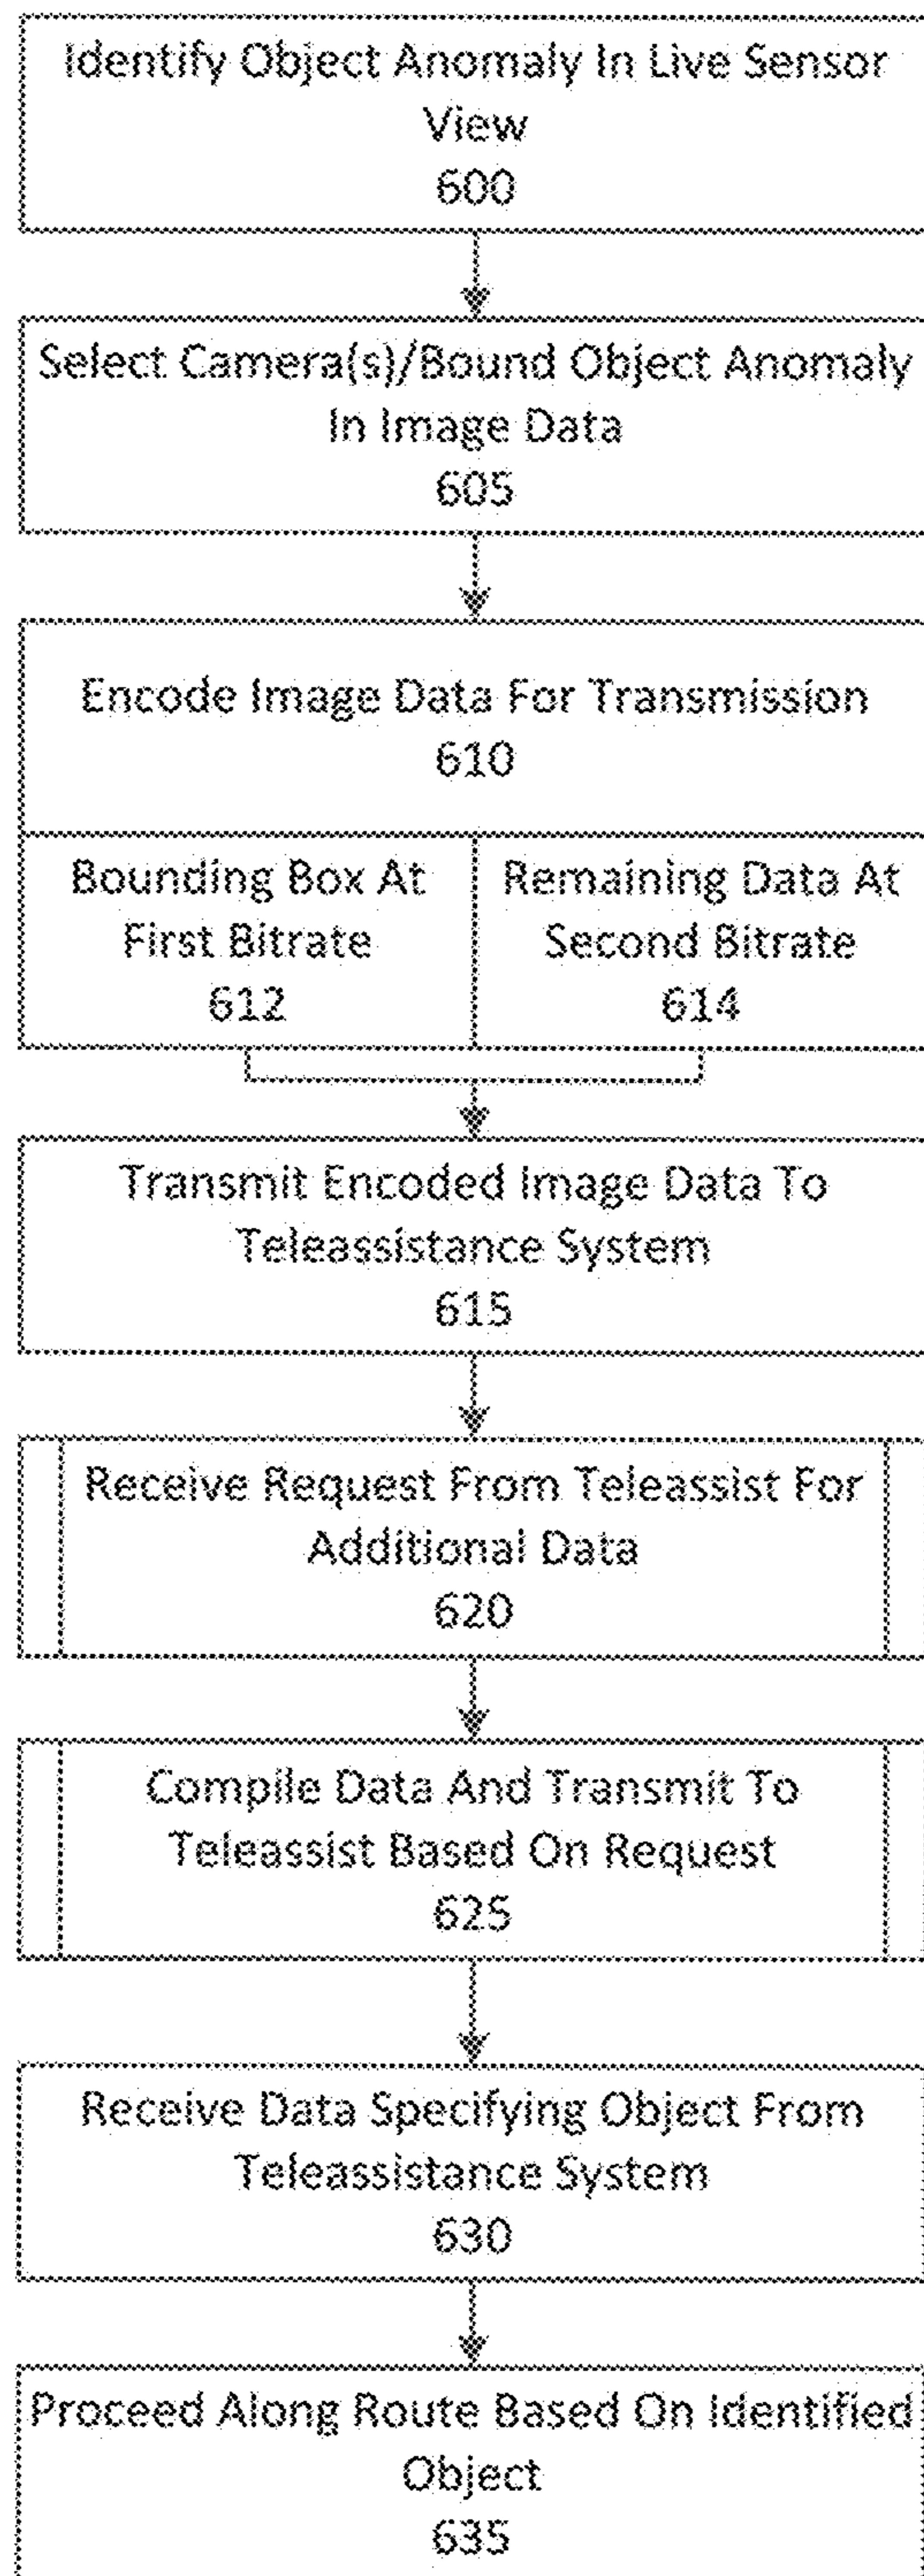 Identify Object Anomaly In Live Sensor
View
600
Select Camera(s)/Bound Object Anomaly
In Image Data
605
Encode Image Data For Transmission
610
Bounding Box At
First Bitrate
612
Remaining Data At
Second Bitrate
614
Transmit Encoded Image Data To
Teleassistance System
615
Receive Request From Teleassist For
Additional Data
620
Compile Data And Transmit To
Teleassist Based On Request
625
Receive Data Specifying Object From
Teleassistance System
630
Proceed Along Route Based On Identified
Object
635